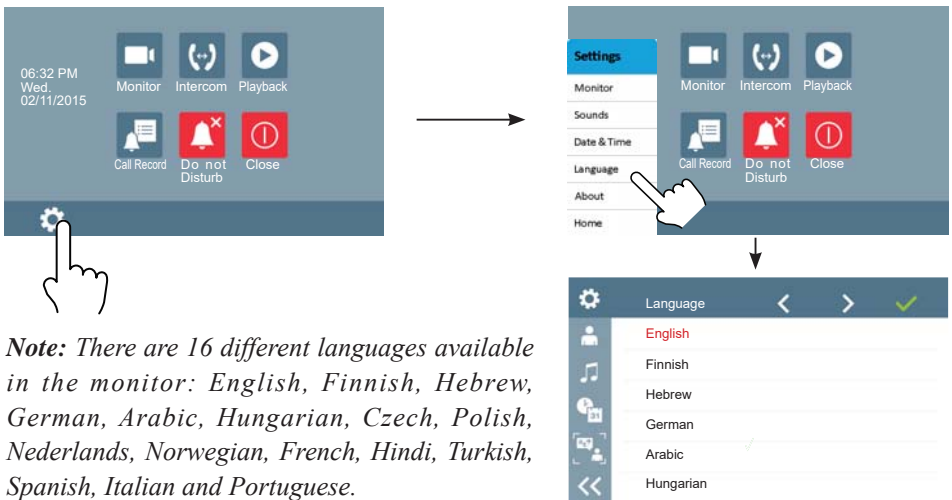 06:32 PM
Wed.
02/11/2015
Monitor Intercom Playback
Call Record Do not Disturb Close
Settings
Monitor
Sounds
Date & Time
Language
About
Home
Monitor Intercom Playback
Call Record Do not Disturb Close
Note: There are 16 different languages available
in the monitor: English, Finnish, Hebrew,
German, Arabic, Hungarian, Czech, Polish,
Nederlands, Norwegian, French, Hindi, Turkish,
Spanish, Italian and Portuguese.
Language
English
Finnish
Hebrew
German
Arabic
Hungarian
31